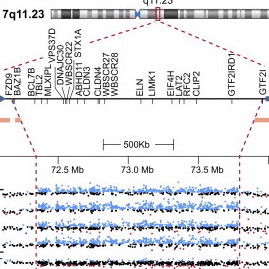 q11.23
7q11.23
FZD9
BAZ1B
BCL7B
TBL2
MLXIPL
VPS37D
DNAJC30
WBSCR22
STX1A
ABHD11
CLDN3
CLDN4
WBSCR27
WBSCR28
ELN
LIMK1
EIF4H
LAT2
RFC2
CLIP2
GTF2IRD1
GTF2I
500Kb
72.5 Mb 73.0 Mb 73.5 Mb